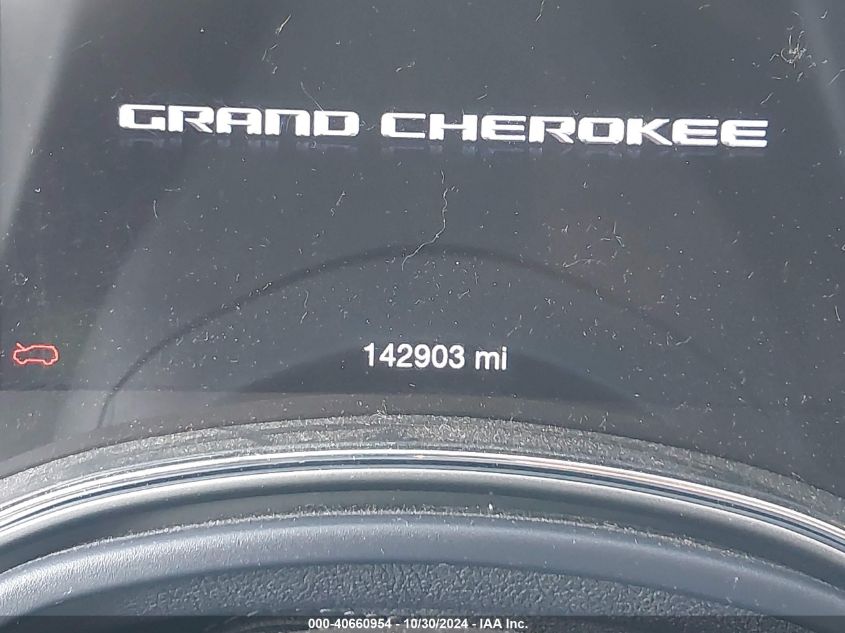 GRAND CHEROKEE
142903 mi
000-40660954 - 10/30/2024 - IAA Inc.